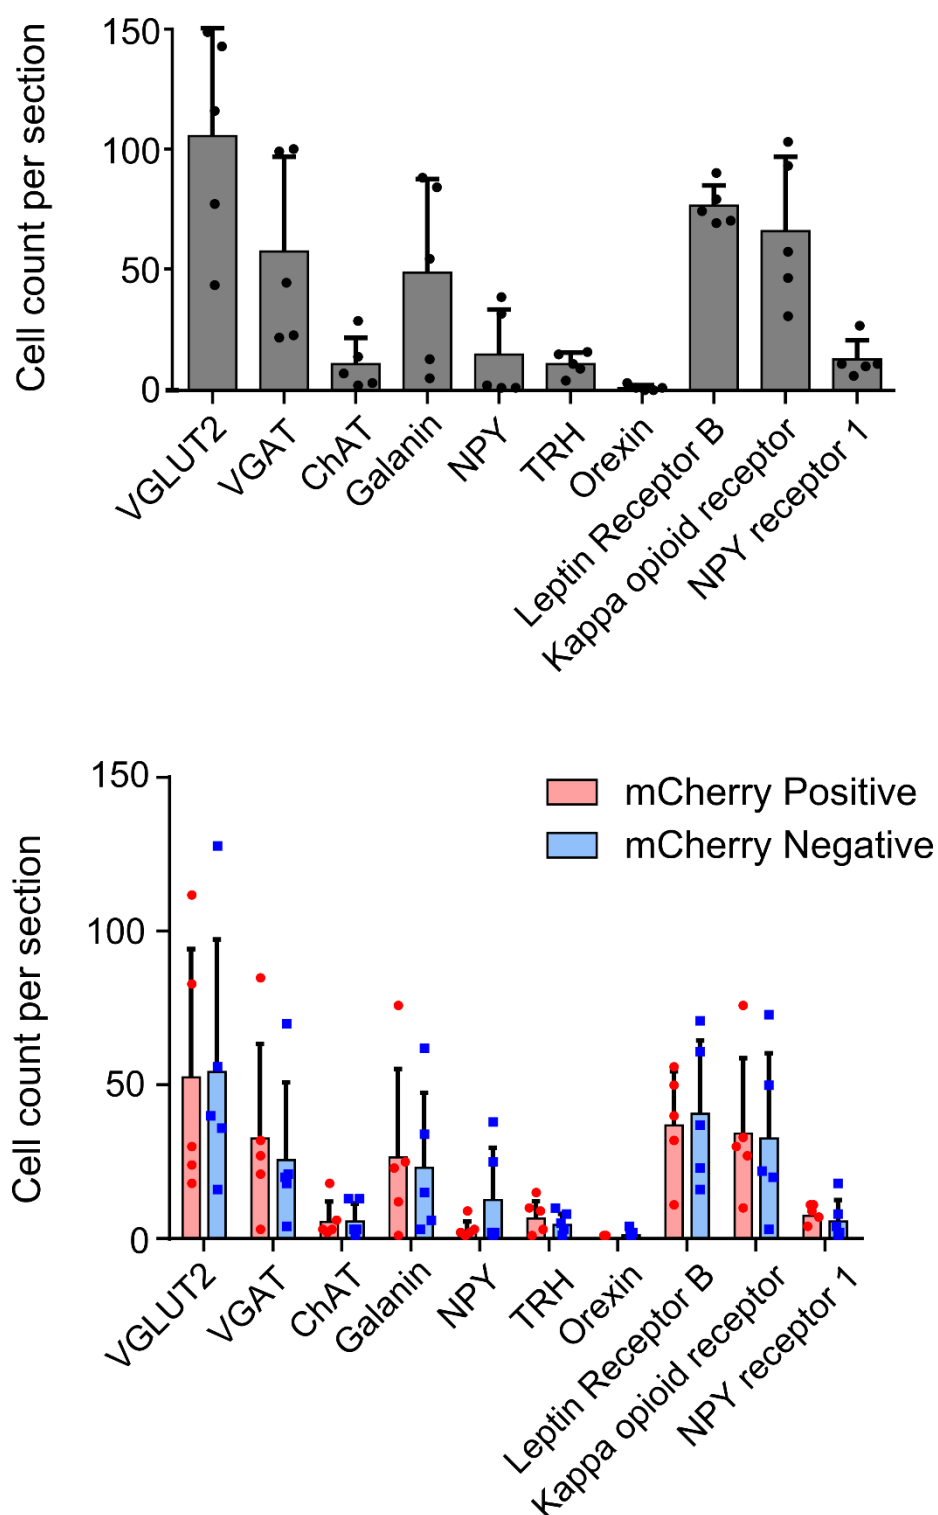 Cell count per section
150
100
50
0
VGLUT2
VGAT
ChAT
Galanin
NPY
TRH
Orexin
Leptin Receptor B
Kappa opioid receptor
NPY receptor 1
Cell count per section
150
100
50
0
mCherry Positive
mCherry Negative
VGLUT2
VGAT
ChAT
Galanin
NPY
TRH
Orexin
Leptin Receptor B
Kappa opioid receptor
NPY receptor 1